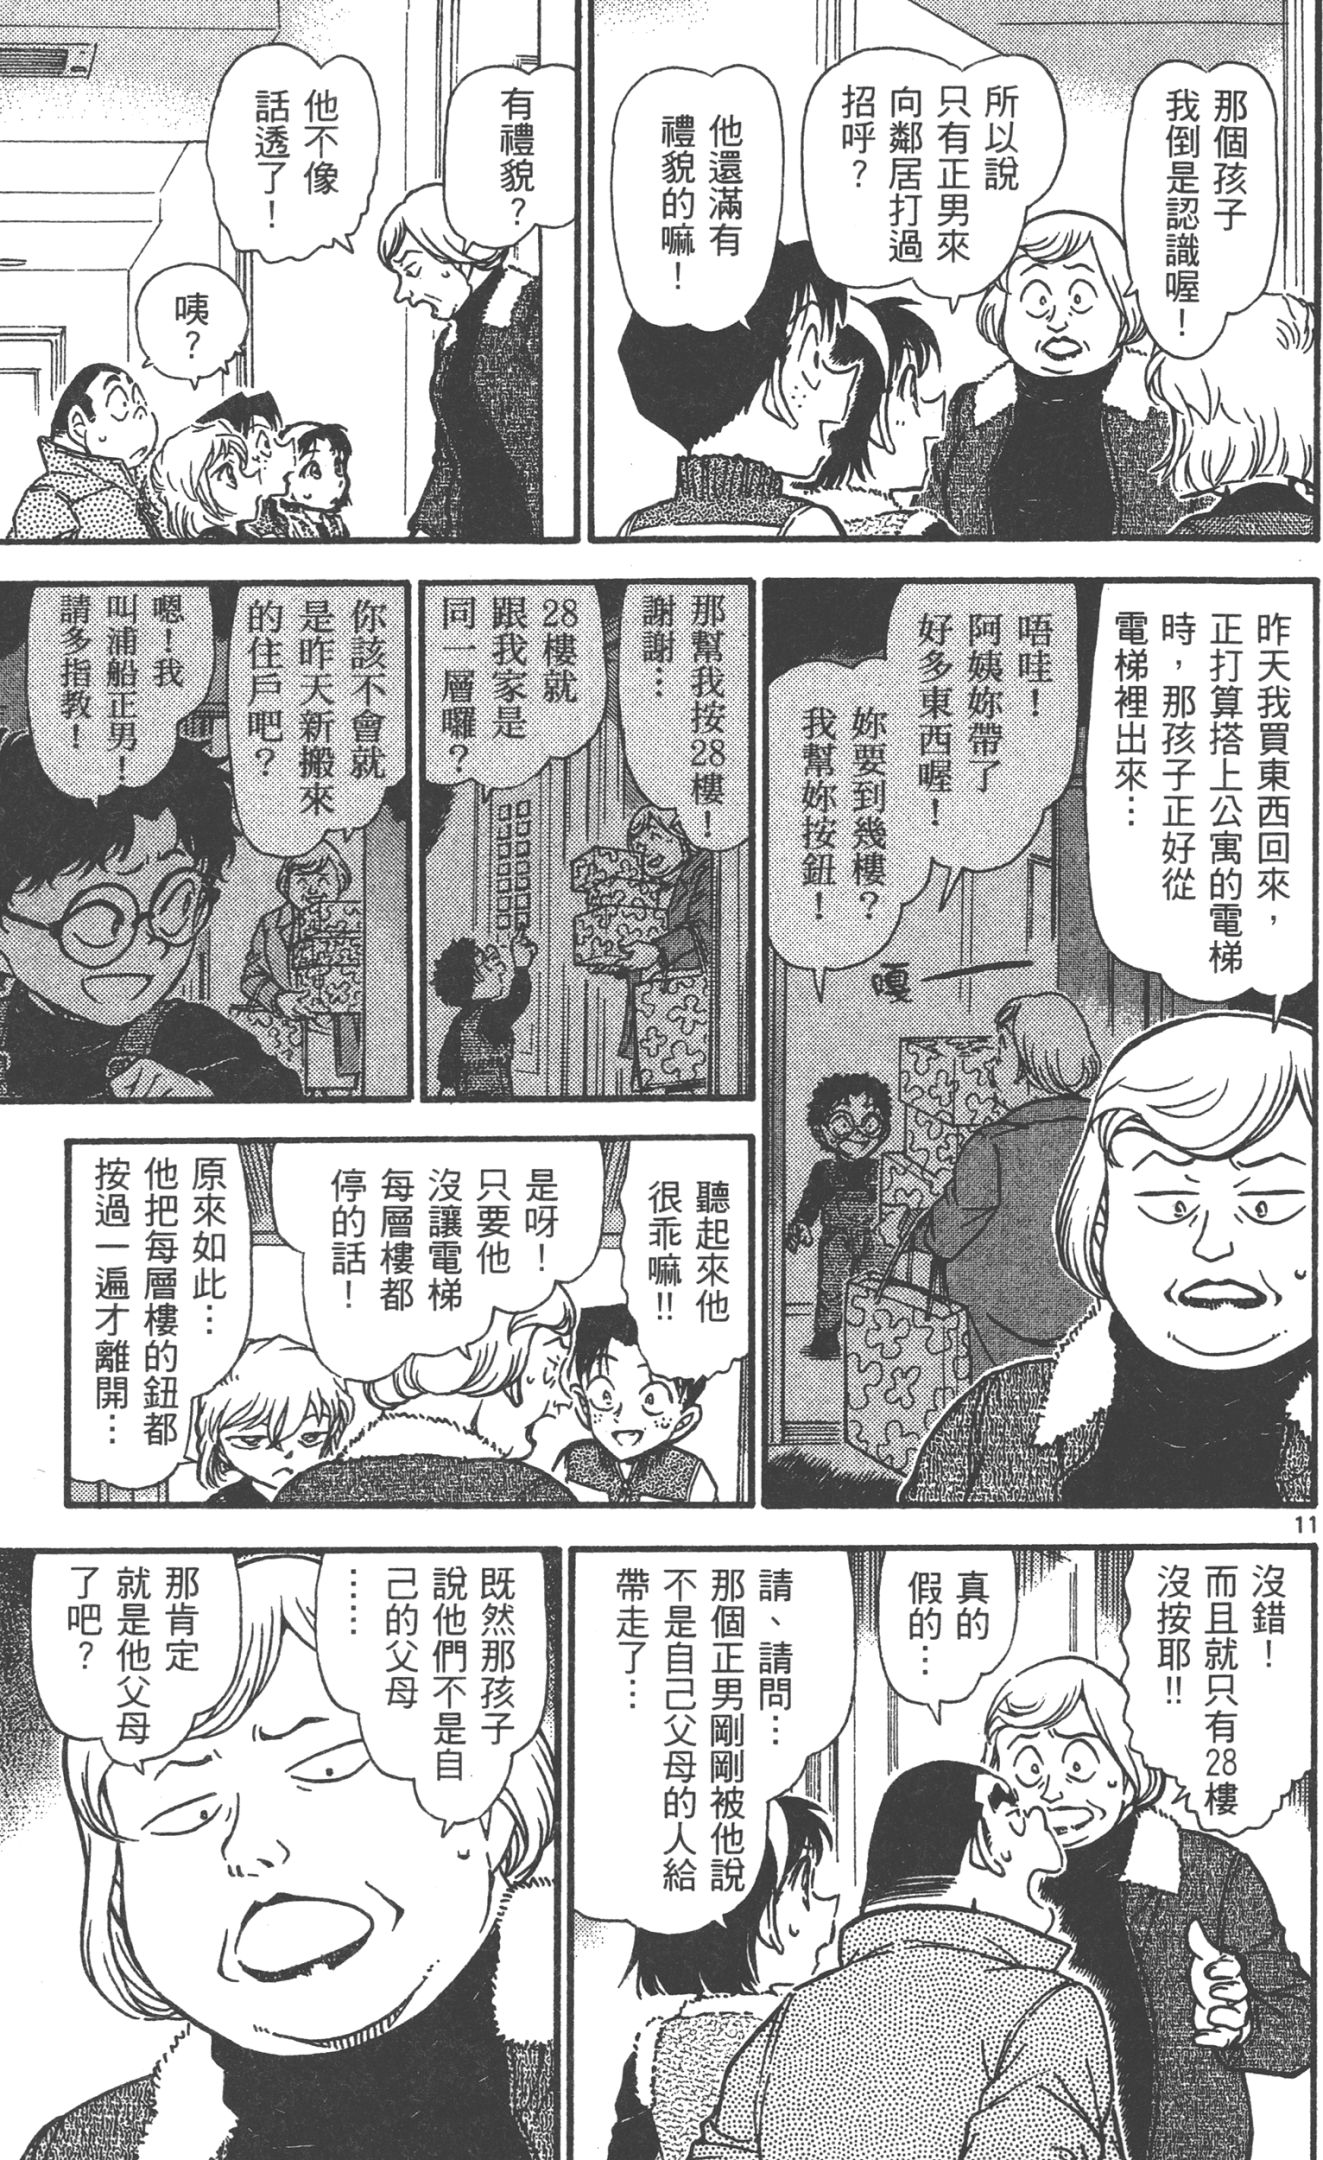 那個孩子
我倒是認識喔！
所以說
只有正男來
向鄰居打過
招呼？
他還滿有
禮貌的嘛！
有禮貌？
他不像
話透了！
咦？
昨天我買東西回來，
正打算搭上公寓的電梯
時，那孩子正好從
電梯裡出來…
唔哇！
阿姨妳帶了
好多東西喔！
妳要到幾樓？
我幫妳按鈕！
嘎
那幫我按28樓！
謝謝…
28樓就
跟我家是
同一層囉？
你該不會就
是昨天新搬來
的住戶吧？
嗯！我
叫浦船正男！
請多指教！
聽起來他
很乖嘛!!
是呀！
只要他
沒讓電梯
每層樓都
停的話！
原來如此…
他把每層樓的鈕都
按過一遍才離開…
11
沒錯！
而且就只有28樓
沒按耶!!
真的
假的…
請、請問…
那個正男剛剛被他說
不是自己父母的人給
帶走了…
既然那孩子
說他們不是自
己的父母
……
那肯定
就是他父母
了吧？